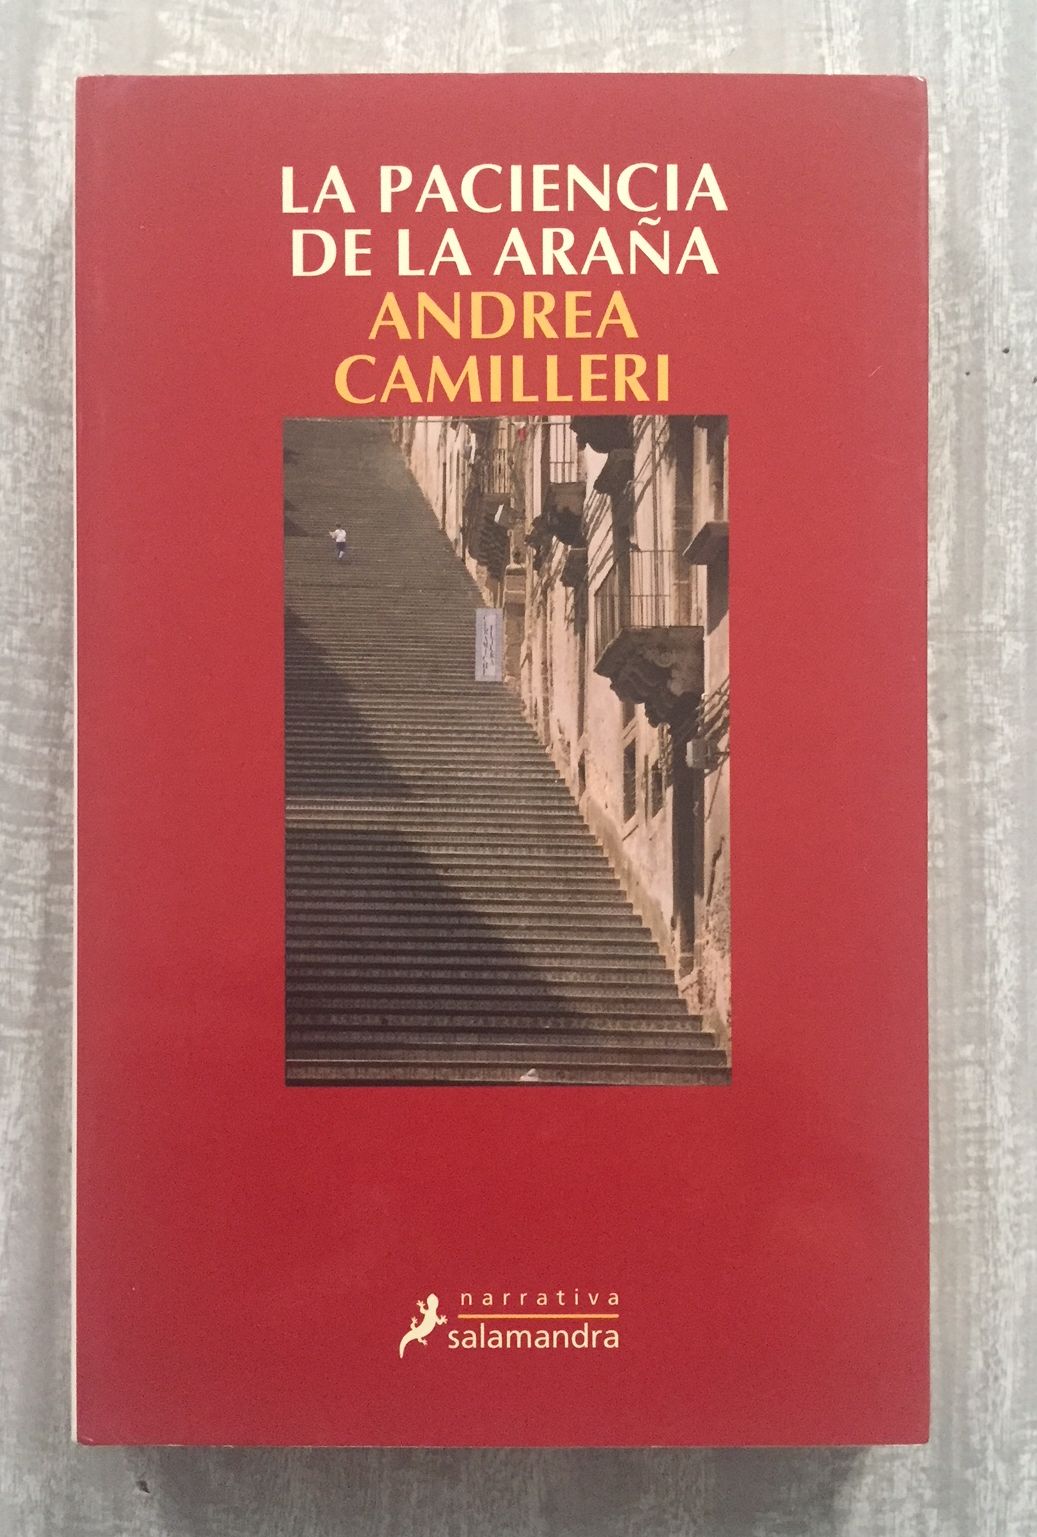 LA PACIENCIA
DE LA ARAÑA
ANDREA
CAMILLERI
narrativa
salamandra